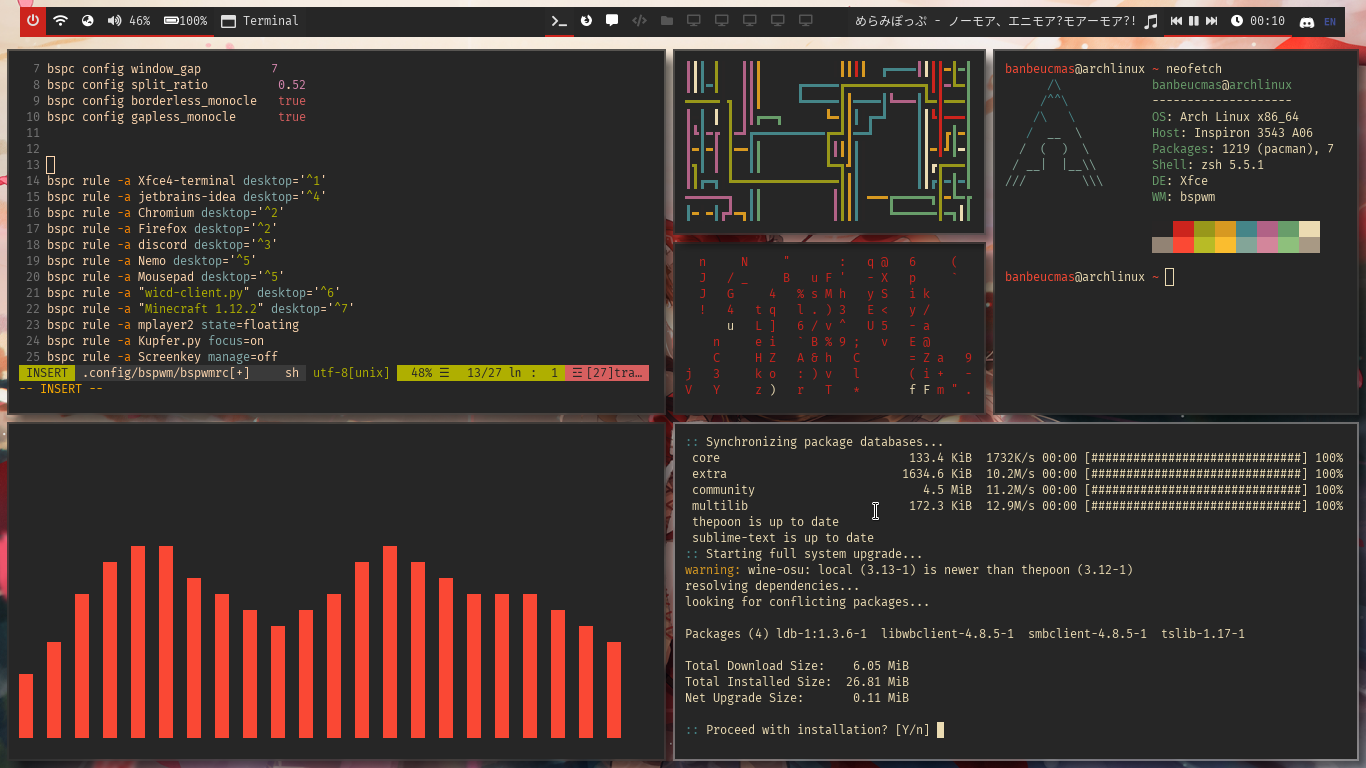 46% 100% Terminal
めらみぽっぷ - ノーモア、エニモア?モアーモア?! 00:10 EN
7 bspc config window_gap 7
8 bspc config split_ratio 0.52
9 bspc config borderless_monocle true
10 bspc config gapless_monocle true
11
12
13
14 bspc rule -a Xfce4-terminal desktop='^1'
15 bspc rule -a jetbrains-idea desktop='^4'
16 bspc rule -a Chromium desktop='^2'
17 bspc rule -a Firefox desktop='^2'
18 bspc rule -a discord desktop='^3'
19 bspc rule -a Nemo desktop='^5'
20 bspc rule -a Mousepad desktop='^5'
21 bspc rule -a "wicd-client.py" desktop='^6'
22 bspc rule -a "Minecraft 1.12.2" desktop='^7'
23 bspc rule -a mplayer2 state=floating
24 bspc rule -a Kupfer.py focus=on
25 bspc rule -a Screenkey manage=off
INSERT .config/bspwm/bspwmrc[+] sh utf-8[unix] 48% ☰ 13/27 ln : 1 ☲ [27]tra…
-- INSERT --
n N " : q @ 6 (
J / _ B u F ' - X p `
J G 4 % s M h y S i k
! 4 t q l . ) 3 E < y /
u L ] 6 / v ^ U 5 - a
n e i ` B % 9 ; v E @
C H Z A & h C = Z a 9
j 3 k o : ) v l ( i + -
V Y z ) r T * f F m " .
banbeucmas@archlinux ~ neofetch
banbeucmas@archlinux
--------------------
OS: Arch Linux x86_64
Host: Inspiron 3543 A06
Packages: 1219 (pacman), 7
Shell: zsh 5.5.1
DE: Xfce
WM: bspwm
banbeucmas@archlinux ~
:: Synchronizing package databases...
core 133.4 KiB 1732K/s 00:00 [##############################] 100%
extra 1634.6 KiB 10.2M/s 00:00 [##############################] 100%
community 4.5 MiB 11.2M/s 00:00 [##############################] 100%
multilib 172.3 KiB 12.9M/s 00:00 [##############################] 100%
thepoon is up to date
sublime-text is up to date
:: Starting full system upgrade...
warning: wine-osu: local (3.13-1) is newer than thepoon (3.12-1)
resolving dependencies...
looking for conflicting packages...
Packages (4) ldb-1:1.3.6-1 libwbclient-4.8.5-1 smbclient-4.8.5-1 tslib-1.17-1
Total Download Size: 6.05 MiB
Total Installed Size: 26.81 MiB
Net Upgrade Size: 0.11 MiB
:: Proceed with installation? [Y/n]